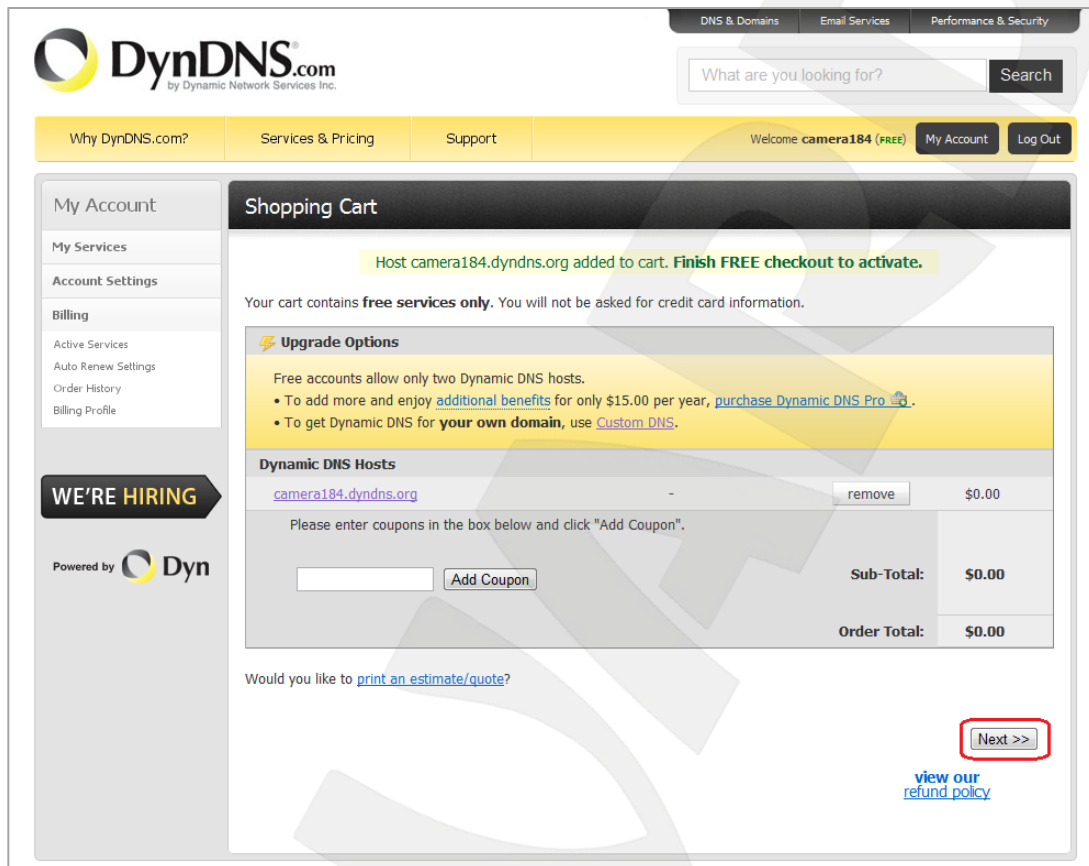 DNS & Domains Email Services Performance & Security
DynDNS.com
by Dynamic Network Services Inc.
What are you looking for? Search
Why DynDNS.com? Services & Pricing Support Welcome camera184 (FREE) My Account Log Out
My Account
My Services
Account Settings
Billing
Active Services
Auto Renew Settings
Order History
Billing Profile
WE'RE HIRING
Powered by Dyn
Shopping Cart
Host camera184.dyndns.org added to cart. Finish FREE checkout to activate.
Your cart contains free services only. You will not be asked for credit card information.
Upgrade Options
Free accounts allow only two Dynamic DNS hosts.
• To add more and enjoy additional benefits for only $15.00 per year, purchase Dynamic DNS Pro .
• To get Dynamic DNS for your own domain, use Custom DNS.
Dynamic DNS Hosts
camera184.dyndns.org - remove $0.00
Please enter coupons in the box below and click "Add Coupon".
Add Coupon Sub-Total: $0.00
Order Total: $0.00
Would you like to print an estimate/quote?
Next >>
view our
refund policy